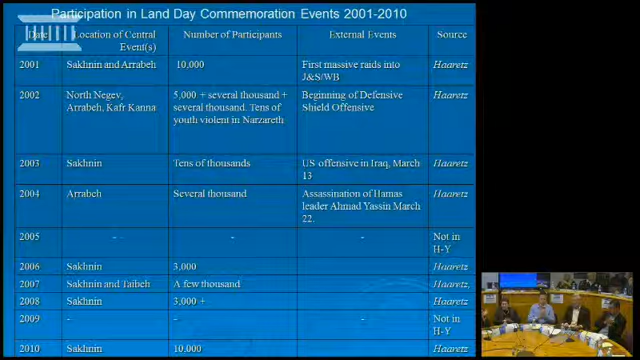 Participation in Land Day Commemoration Events 2001-2010
Date Location of Central Event(s) Number of Participants External Events Source
2001 Sakhnin and Arrabeh 10,000 First massive raids into J&S/WB Haaretz
2002 North Negev, Arrabeh, Kafr Kanna 5,000 + several thousand + several thousand. Tens of youth violent in Narzareth Beginning of Defensive Shield Offensive Haaretz
2003 Sakhnin Tens of thousands US offensive in Iraq, March 13 Haaretz
2004 Arrabeh Several thousand Assassination of Hamas leader Ahmad Yassin March 22. Haaretz
2005 - - - Not in H-Y
2006 Sakhnin 3,000 Haaretz
2007 Sakhnin and Taibeh A few thousand Haaretz,
2008 Sakhnin 3,000 + Haaretz
2009 - - - Not in H-Y
2010 Sakhnin 10,000 Haaretz